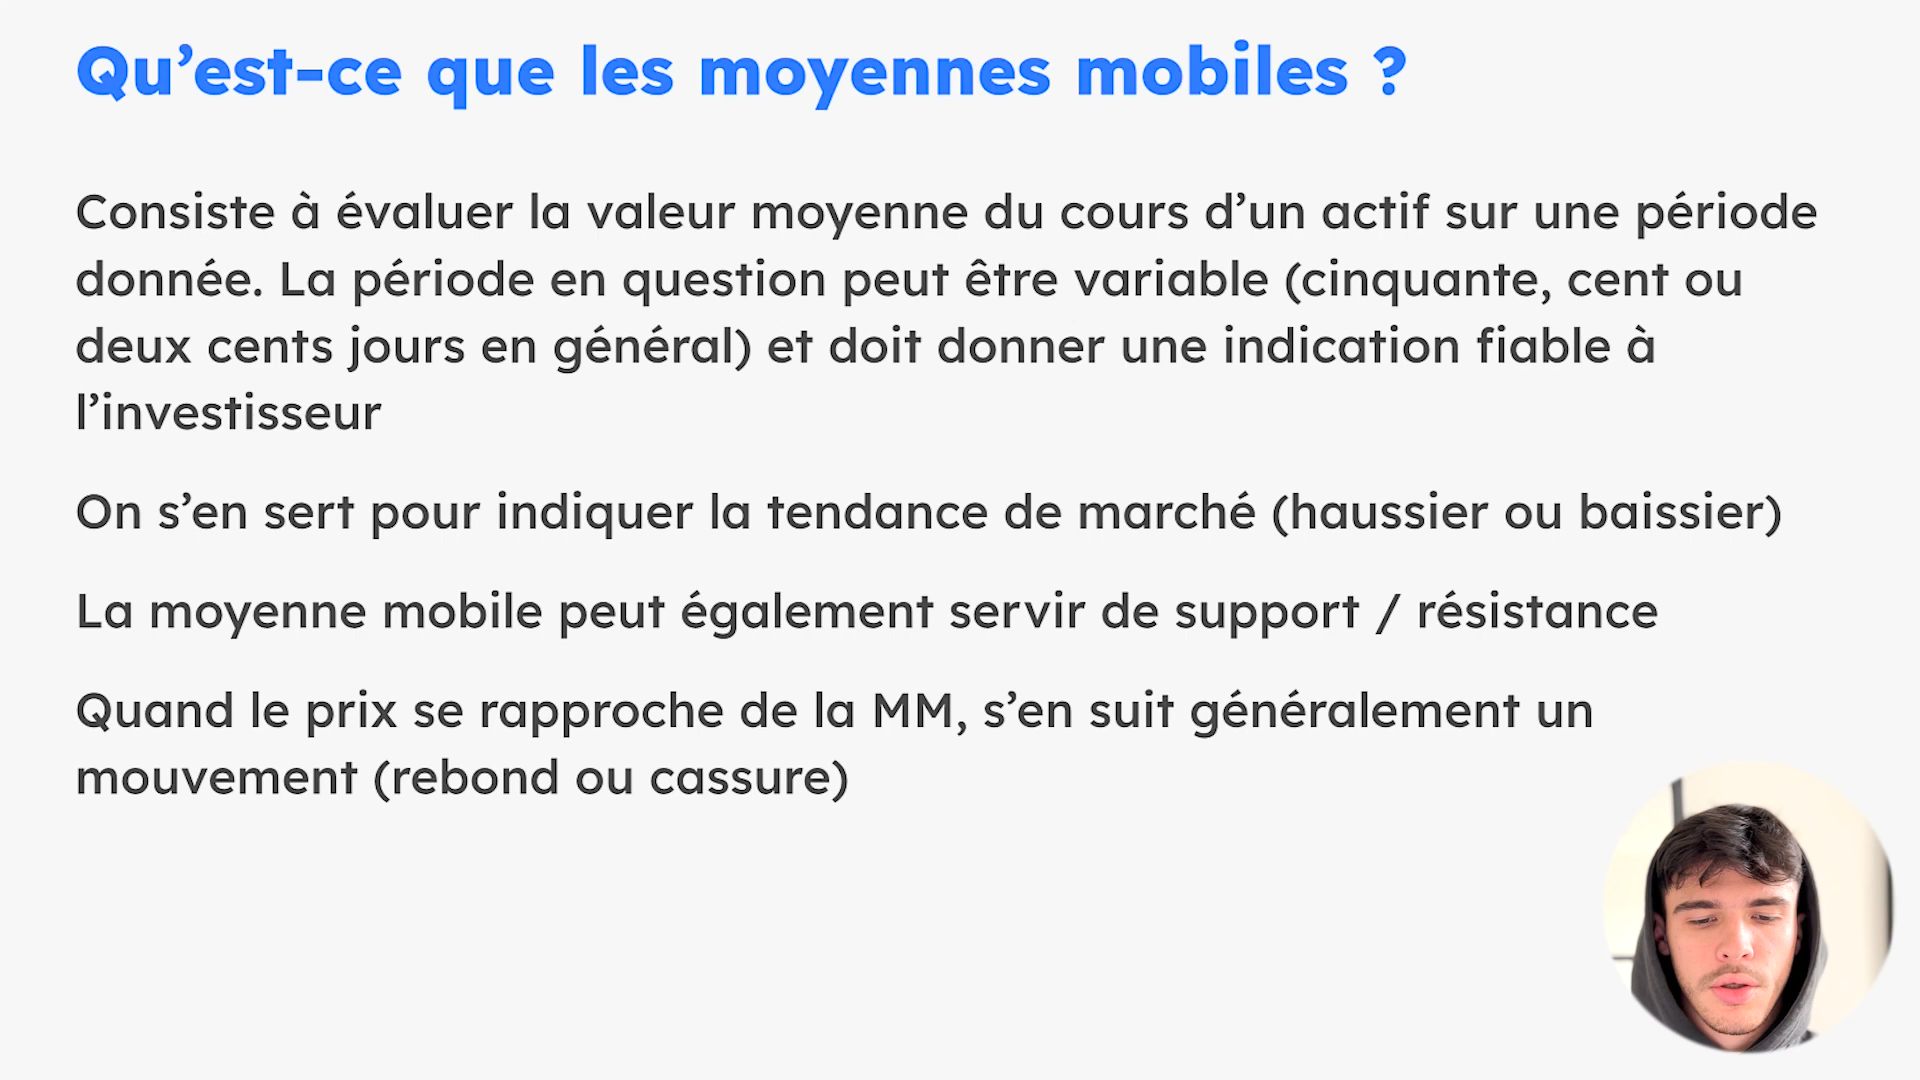 Qu’est-ce que les moyennes mobiles ?
Consiste à évaluer la valeur moyenne du cours d’un actif sur une période
donnée. La période en question peut être variable (cinquante, cent ou
deux cents jours en général) et doit donner une indication fiable à
l’investisseur
On s’en sert pour indiquer la tendance de marché (haussier ou baissier)
La moyenne mobile peut également servir de support / résistance
Quand le prix se rapproche de la MM, s’en suit généralement un
mouvement (rebond ou cassure)